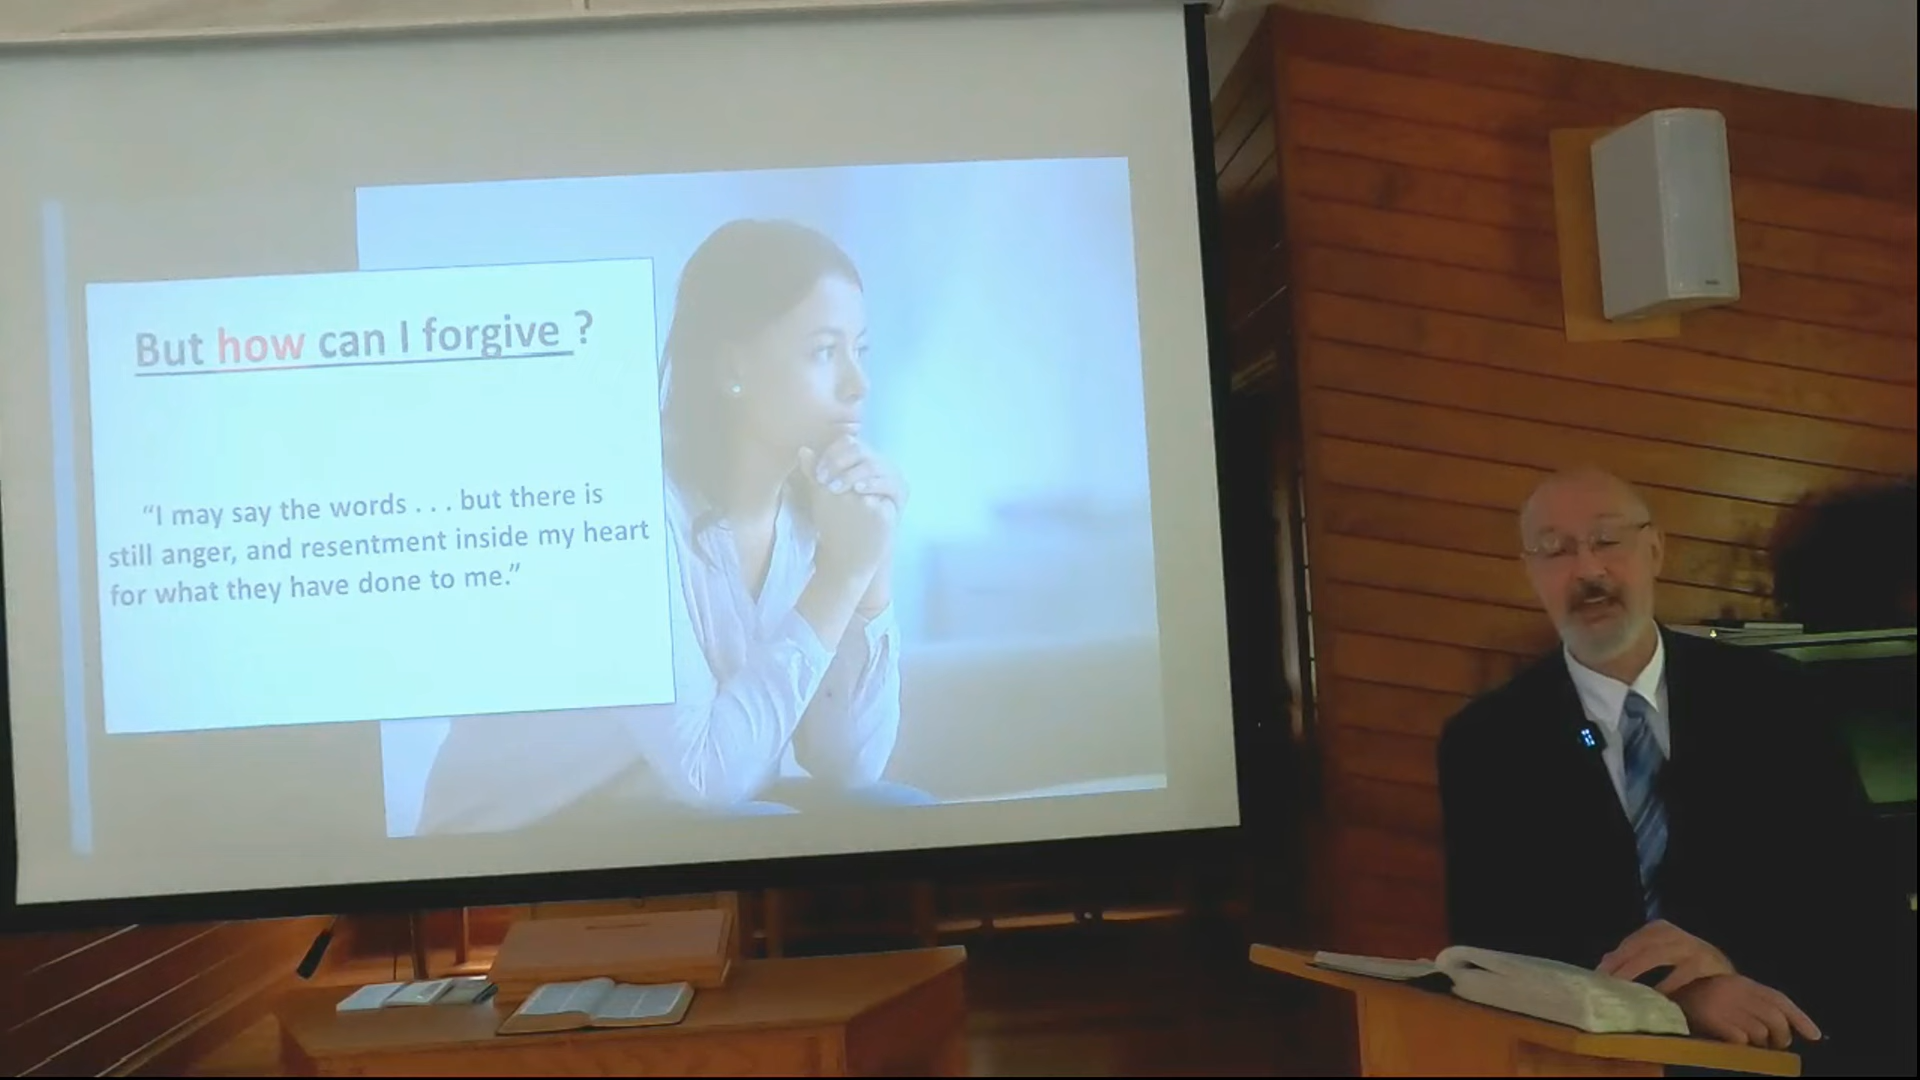 But how can I forgive ?
“I may say the words . . . but there is
still anger, and resentment inside my heart
for what they have done to me.”